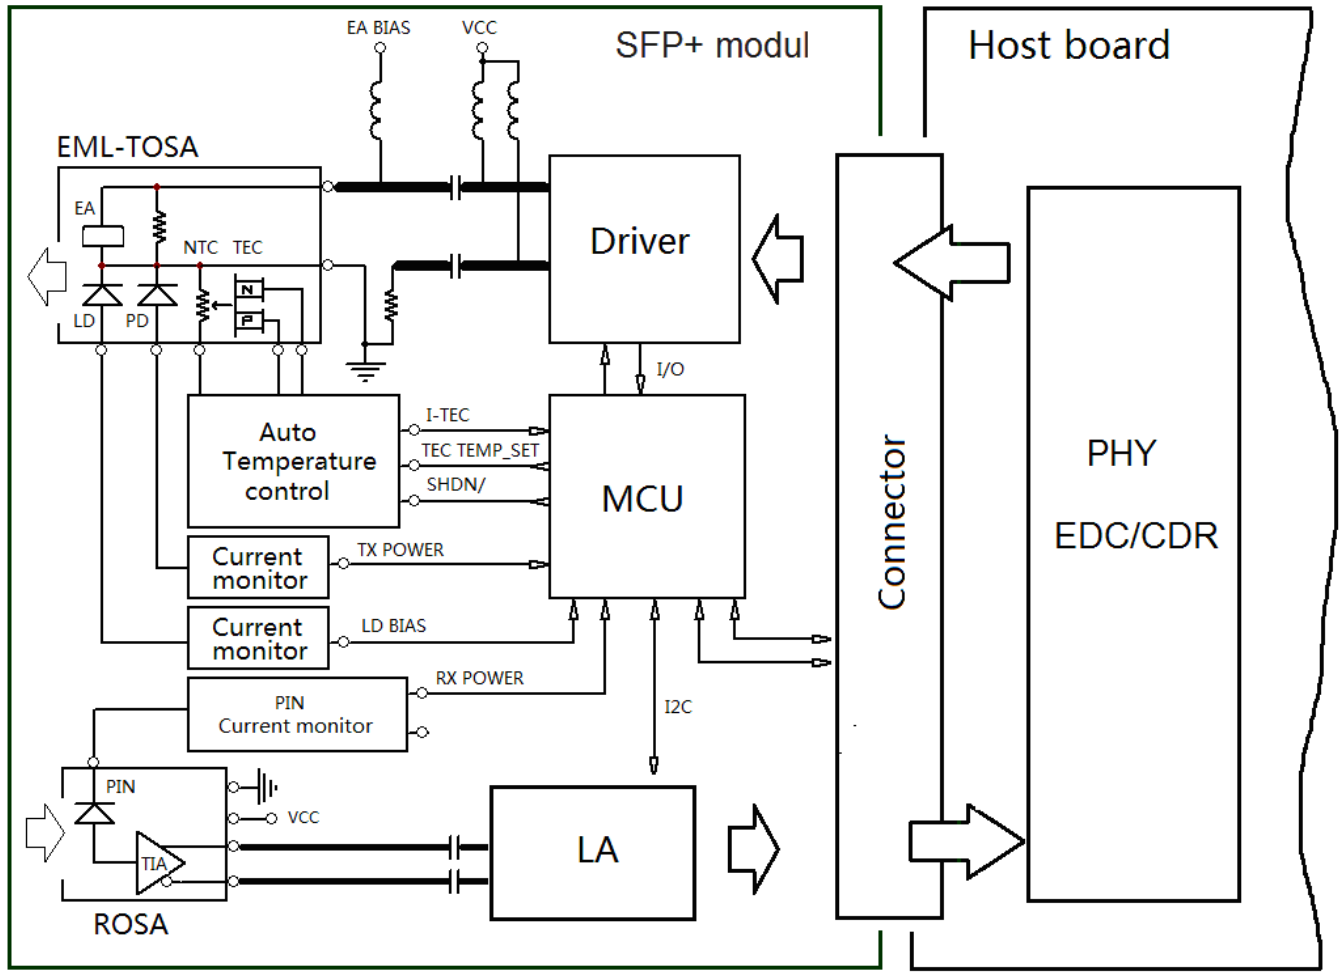 EA BIAS
VCC
SFP+ modul
Host board
EML-TOSA
EA
NTC
TEC
N
P
LD
PD
Driver
I/O
Auto
Temperature
control
I-TEC
TEC TEMP_SET
SHDN/
MCU
Connector
PHY
EDC/CDR
Current
monitor
TX POWER
Current
monitor
LD BIAS
PIN
Current monitor
RX POWER
I2C
PIN
VCC
TIA
LA
ROSA